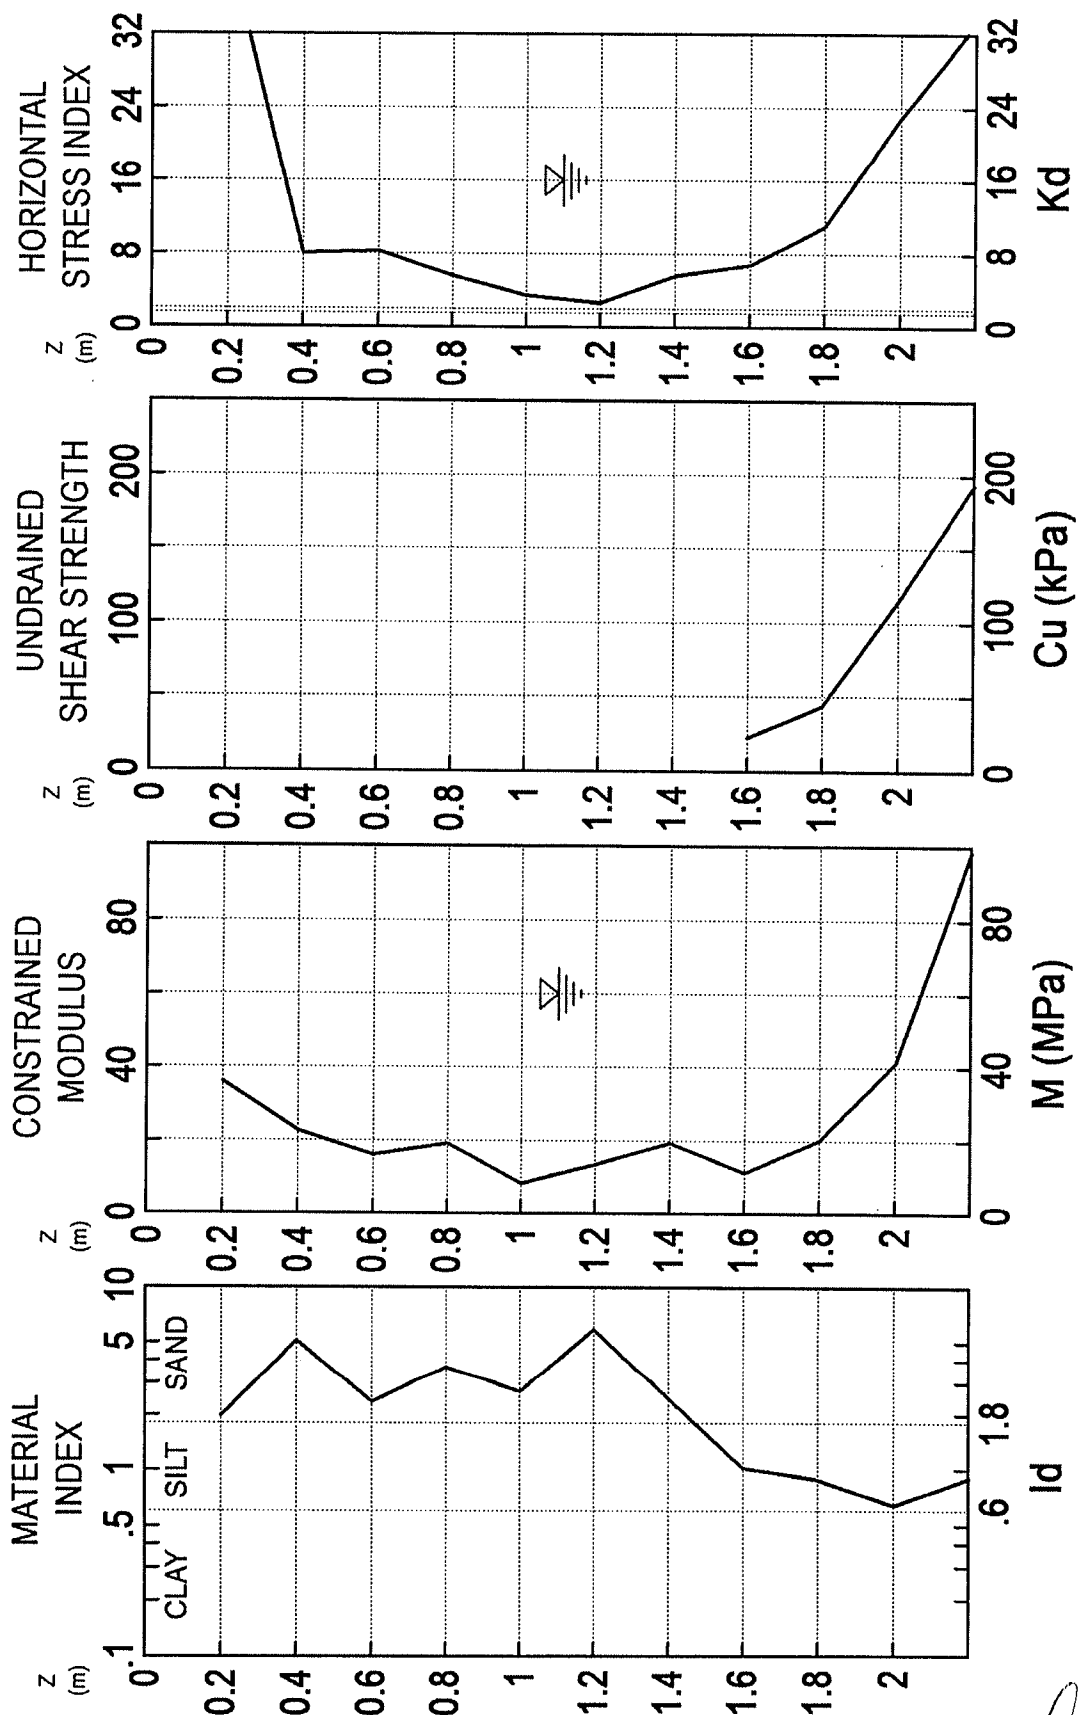 MATERIAL
INDEX
.1 .5 1 5 10
CLAY SILT SAND
Z
(m)
0
0.2
0.4
0.6
0.8
1
1.2
1.4
1.6
1.8
2
.6 1.8
Id
CONSTRAINED
MODULUS
0 40 80
Z
(m)
0
0.2
0.4
0.6
0.8
1
1.2
1.4
1.6
1.8
2
0 40 80
M (MPa)
UNDRAINED
SHEAR STRENGTH
0 100 200
Z
(m)
0
0.2
0.4
0.6
0.8
1
1.2
1.4
1.6
1.8
2
0 100 200
Cu (kPa)
HORIZONTAL
STRESS INDEX
0 8 16 24 32
Z
(m)
0
0.2
0.4
0.6
0.8
1
1.2
1.4
1.6
1.8
2
0 8 16 24 32
Kd